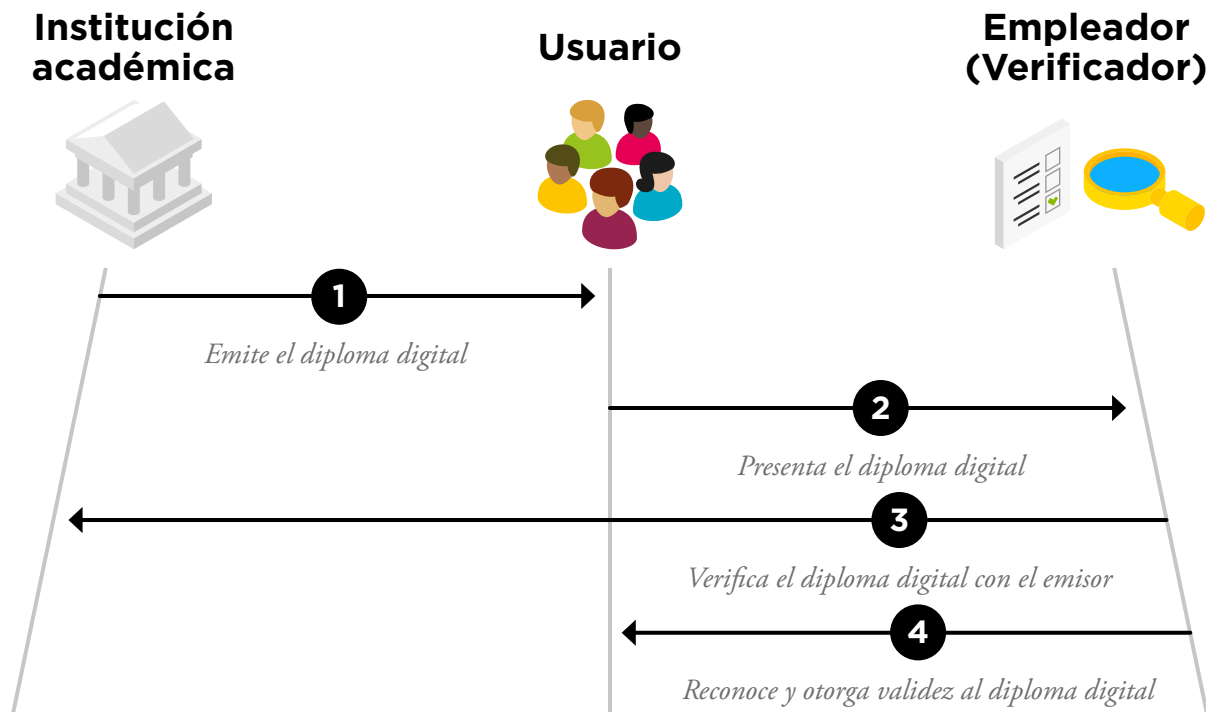 Institución
académica
Usuario
Empleador
(Verificador)
1
Emite el diploma digital
2
Presenta el diploma digital
3
Verifica el diploma digital con el emisor
4
Reconoce y otorga validez al diploma digital